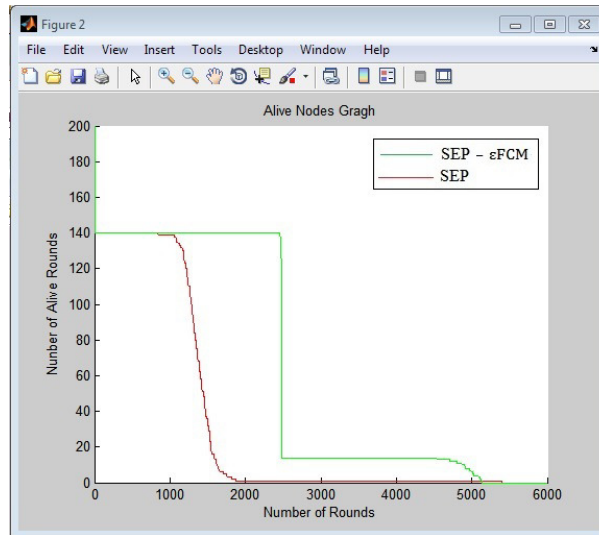 Figure 2
File Edit View Insert Tools Desktop Window Help
Alive Nodes Gragh
200
180
160
140
120
100
80
60
40
20
0
Number of Alive Rounds
SEP - εFCM
SEP
0 1000 2000 3000 4000 5000 6000
Number of Rounds